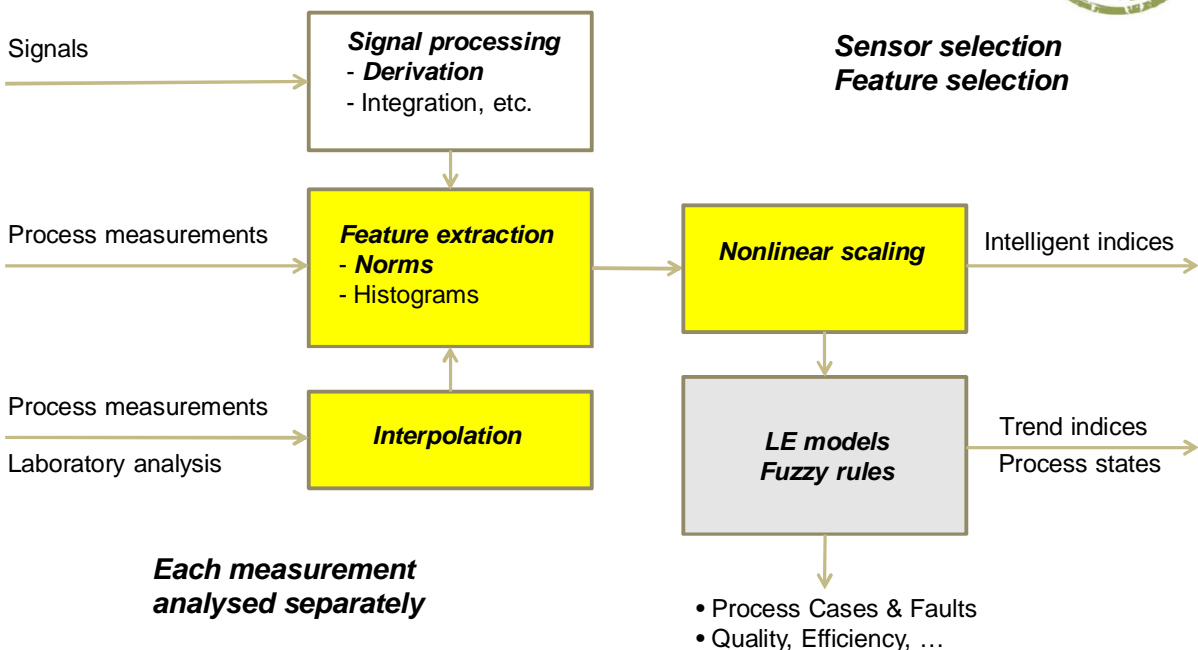 Signals
Signal processing
- Derivation
- Integration, etc.
Sensor selection
Feature selection
Process measurements
Feature extraction
- Norms
- Histograms
Nonlinear scaling
Intelligent indices
Process measurements
Laboratory analysis
Interpolation
LE models
Fuzzy rules
Trend indices
Process states
Each measurement
analysed separately
• Process Cases & Faults
• Quality, Efficiency, …